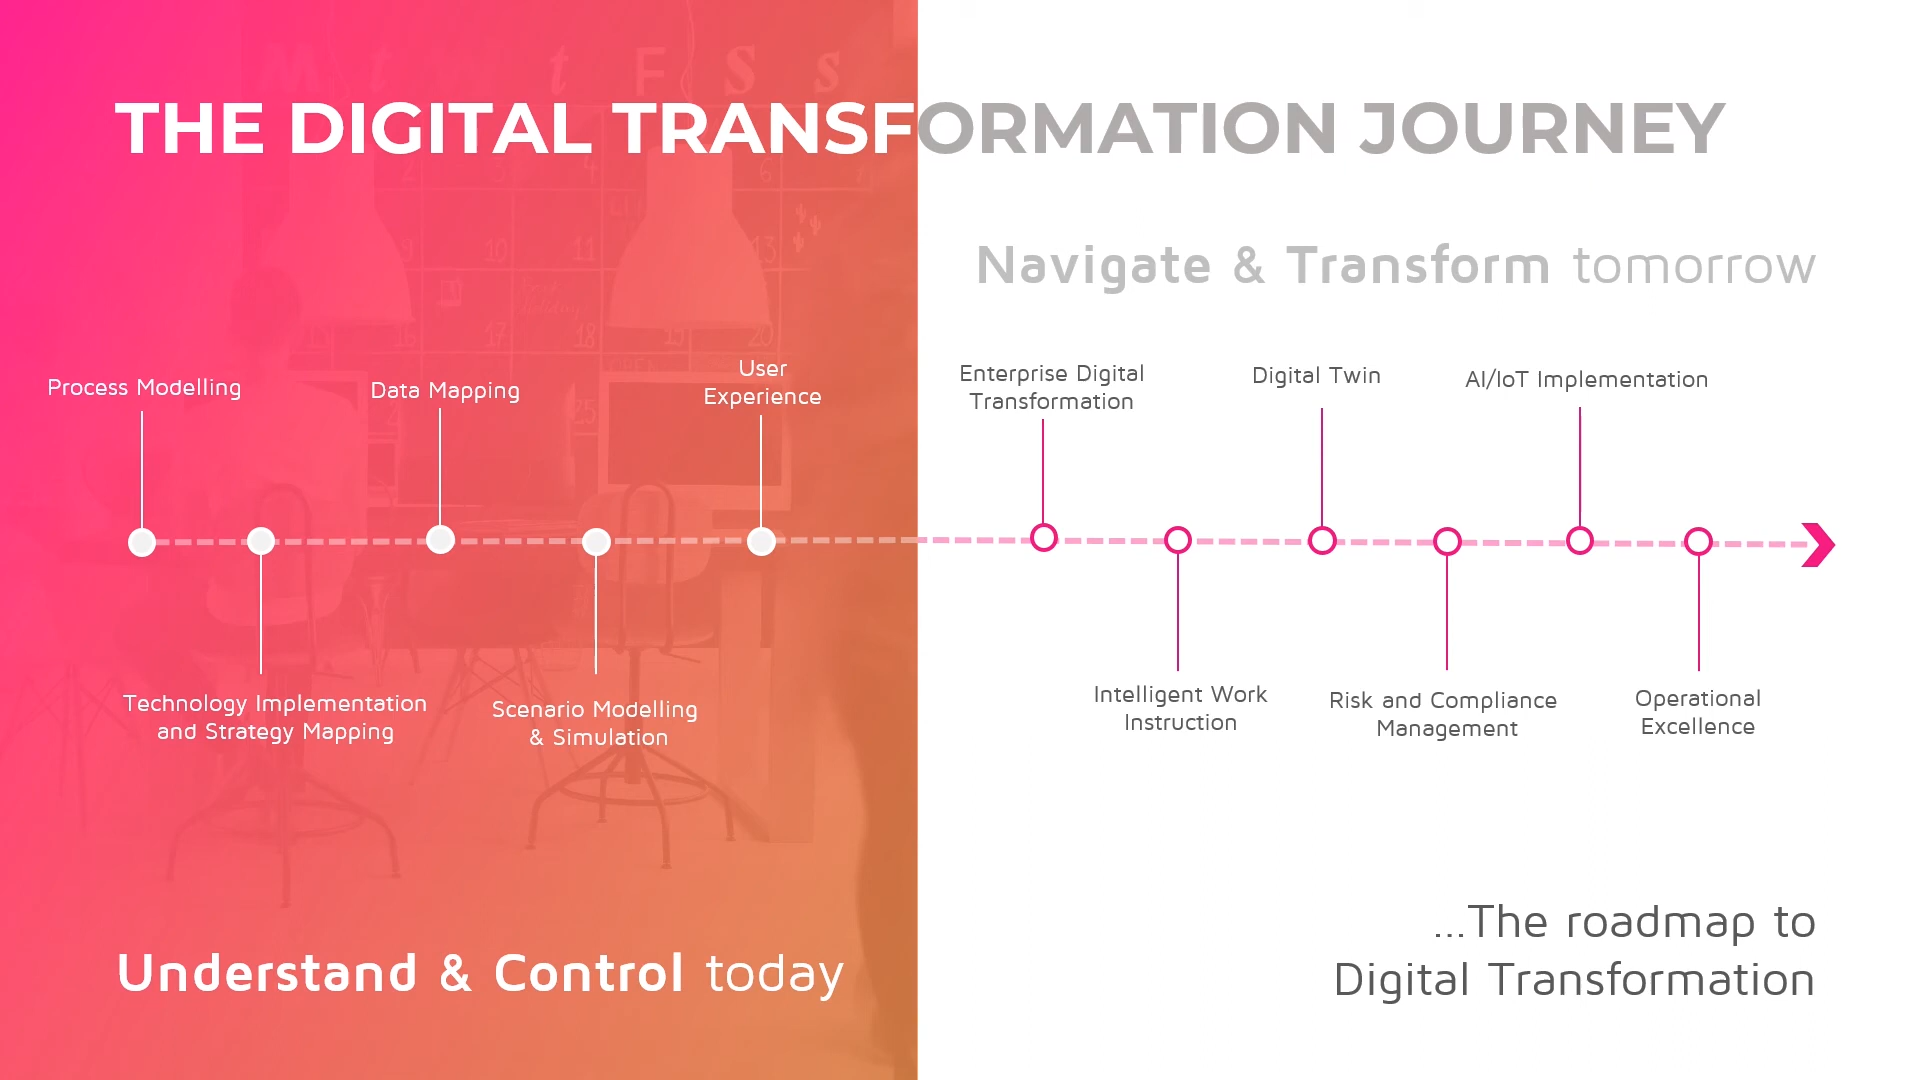 THE DIGITAL TRANSFORMATION JOURNEY
Navigate & Transform tomorrow
Process Modelling
Technology Implementation
and Strategy Mapping
Data Mapping
Scenario Modelling
& Simulation
User
Experience
Enterprise Digital
Transformation
Intelligent Work
Instruction
Digital Twin
Risk and Compliance
Management
AI/IoT Implementation
Operational
Excellence
Understand & Control today
...The roadmap to
Digital Transformation
M t W t F S s